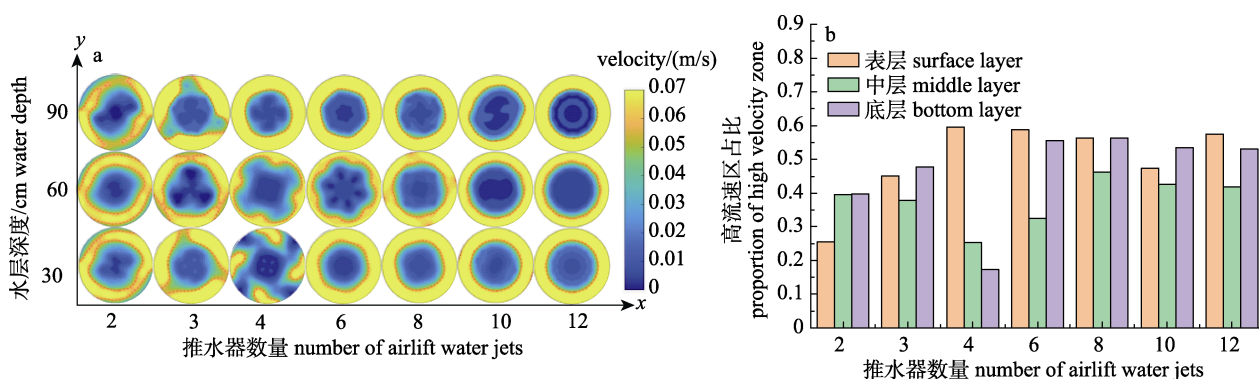 y
a
velocity/(m/s)
0.07
0.06
0.05
0.04
0.03
0.02
0.01
0
水层深度/cm water depth
90
60
30
x
2 3 4 6 8 10 12
推水器数量 number of airlift water jets
b
表层 surface layer
中层 middle layer
底层 bottom layer
高流速区占比
proportion of high velocity zone
0.9
0.8
0.7
0.6
0.5
0.4
0.3
0.2
0.1
0
2 3 4 6 8 10 12
推水器数量 number of airlift water jets